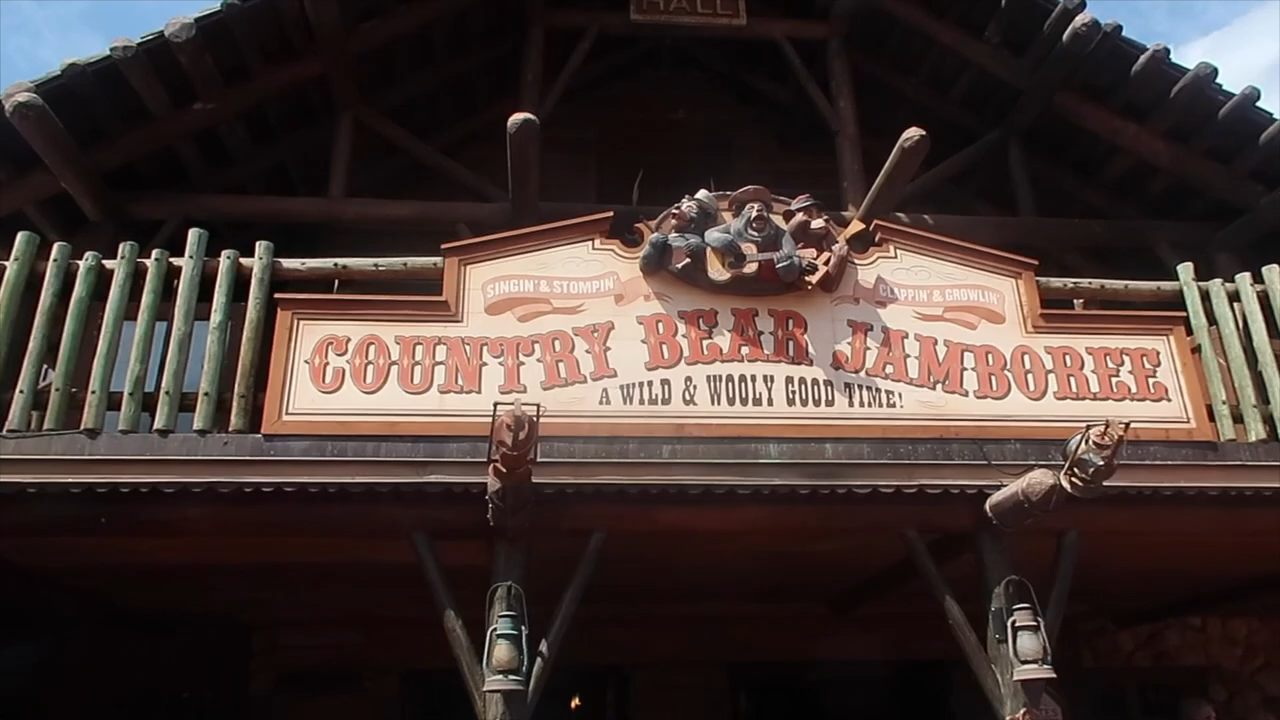 HALL
SINGIN' & STOMPIN'
CLAPPIN' & GROWLIN'
COUNTRY BEAR JAMBOREE
A WILD & WOOLY GOOD TIME!